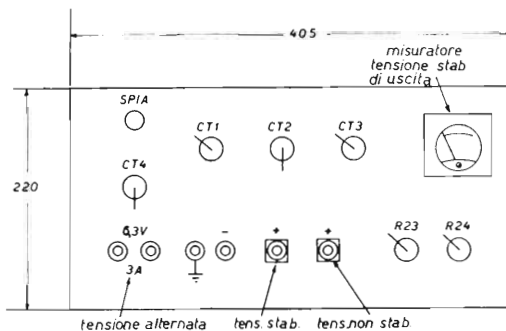 405
misuratore
tensione stab
di uscita
SPIA
CT1
CT2
CT3
CT4
220
6,3V
-
+
+
R23
R24
3A
tensione alternata
tens. stab.
tens.non stab.